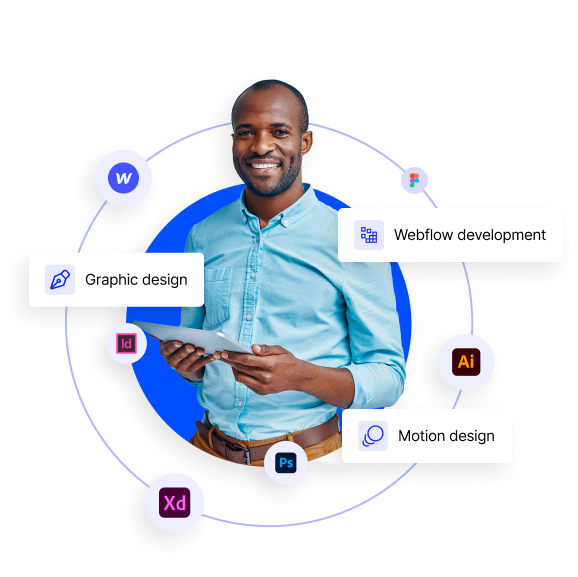 W
Webflow development
Graphic design
Id
Ai
Motion design
Ps
Xd